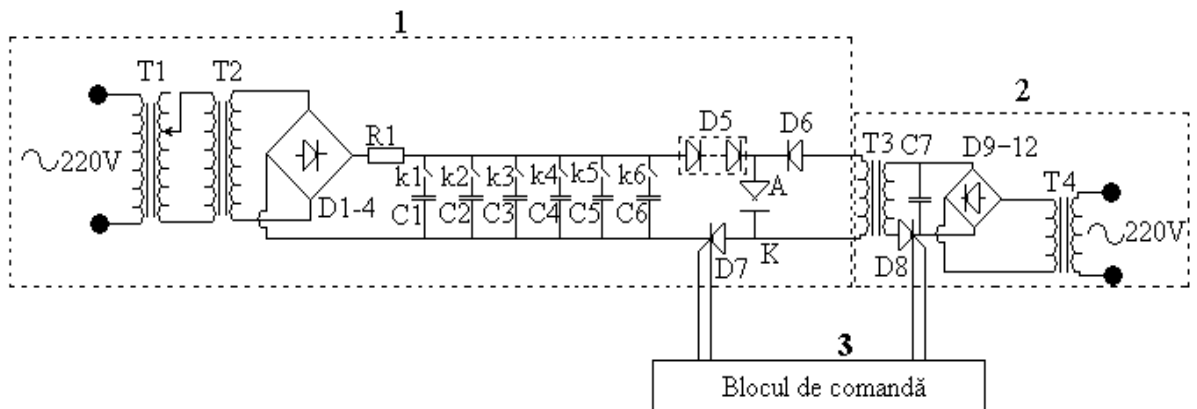 1
T1 T2
2
D5 D6
R1
T3 C7 D9-12
~220V
k1 k2 k3 k4 k5 k6
A
T4
C1 C2 C3 C4 C5 C6
~220V
D1-4
K
D7
D8
3
Blocul de comandă